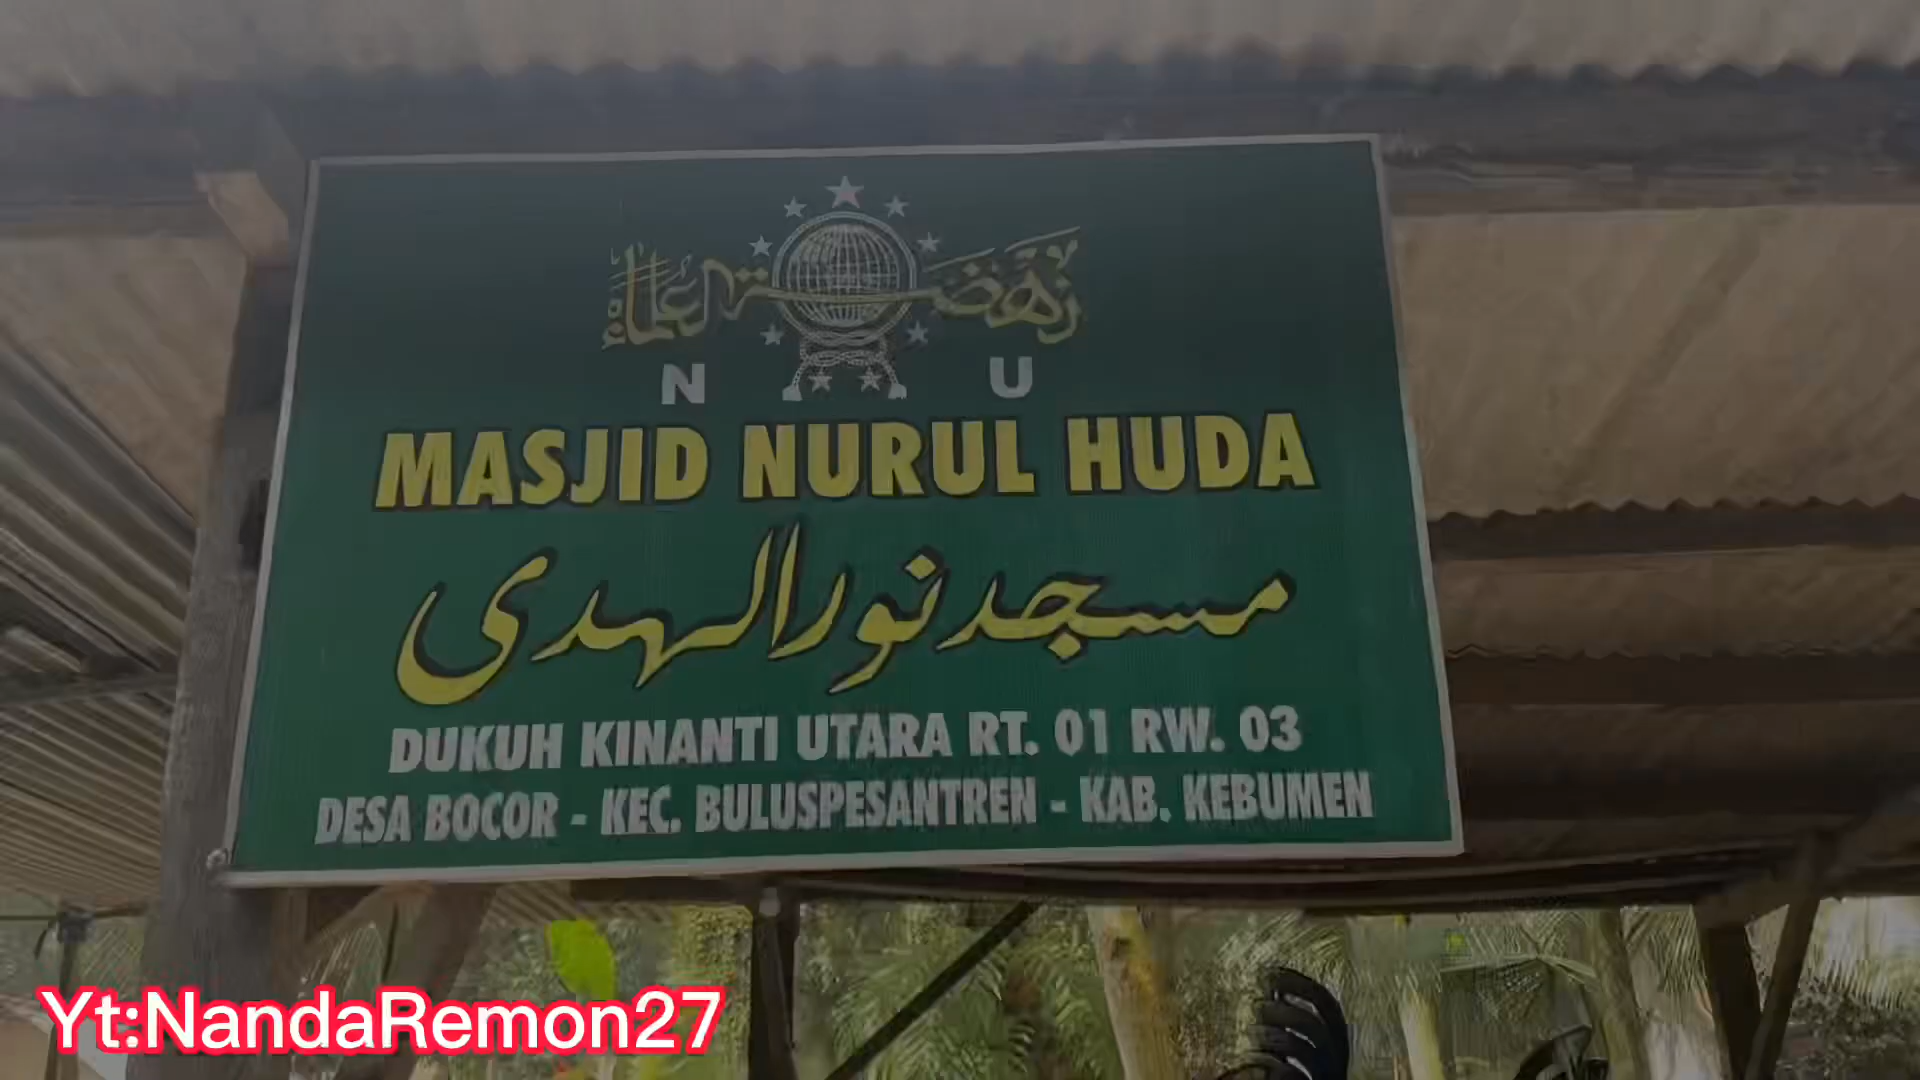 نهضة العلماء
N U
MASJID NURUL HUDA
مسجد نور الهدى
DUKUH KINANTI UTARA RT. 01 RW. 03
DESA BOCOR - KEC. BULUSPESANTREN - KAB. KEBUMEN
Yt:NandaRemon27